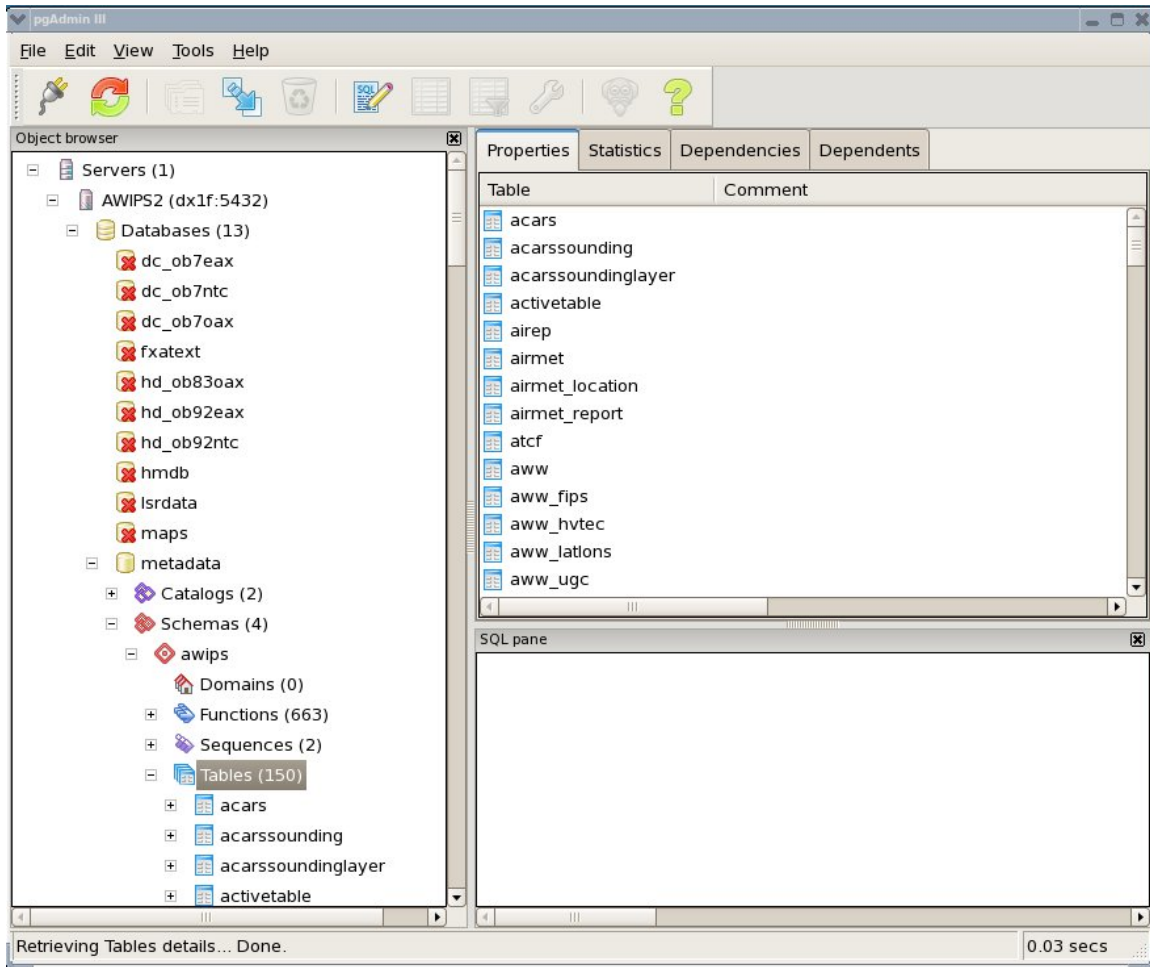 pgAdmin III
File Edit View Tools Help
SQL
Object browser
Servers (1)
AWIPS2 (dx1f:5432)
Databases (13)
dc_ob7eax
dc_ob7ntc
dc_ob7oax
fxatext
hd_ob83oax
hd_ob92eax
hd_ob92ntc
hmdb
lsrdata
maps
metadata
Catalogs (2)
Schemas (4)
awips
Domains (0)
Functions (663)
Sequences (2)
Tables (150)
acars
acarssounding
acarssoundinglayer
activetable
Properties Statistics Dependencies Dependents
Table Comment
acars
acarssounding
acarssoundinglayer
activetable
airep
airmet
airmet_location
airmet_report
atcf
aww
aww_fips
aww_hvtec
aww_latlons
aww_ugc
SQL pane
Retrieving Tables details... Done.
0.03 secs